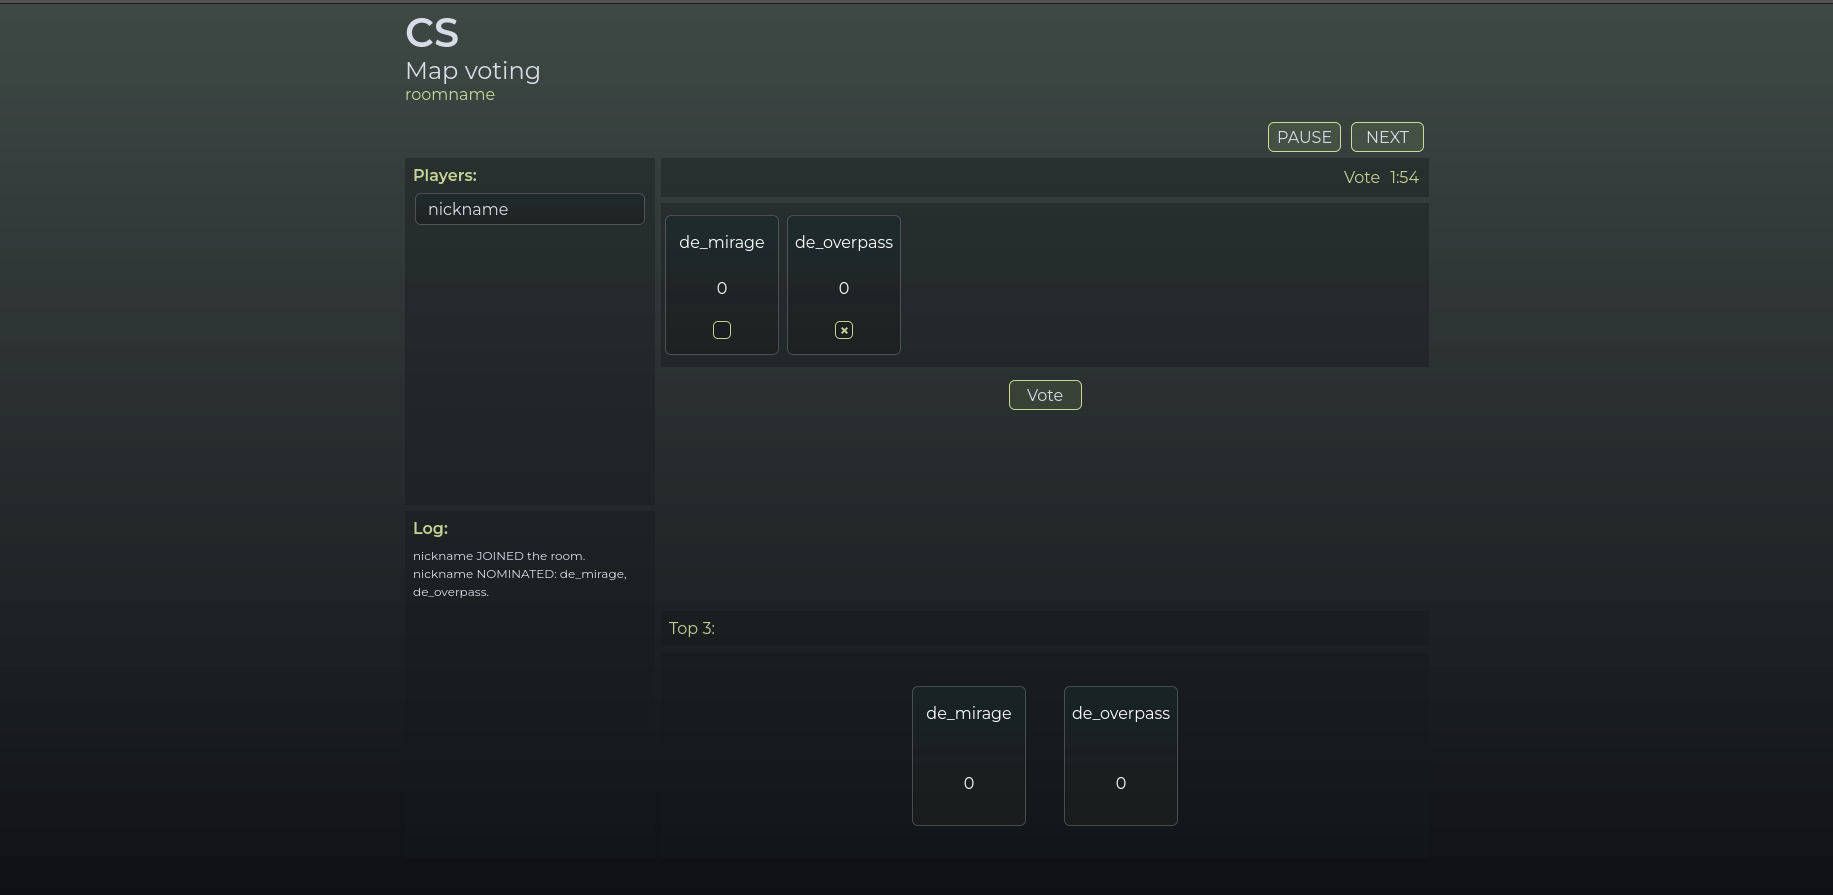 CS
Map voting
roomname
PAUSE
NEXT
Players:
nickname
Vote 1:54
de_mirage
0
de_overpass
0
Vote
Log:
nickname JOINED the room.
nickname NOMINATED: de_mirage,
de_overpass.
Top 3:
de_mirage
0
de_overpass
0